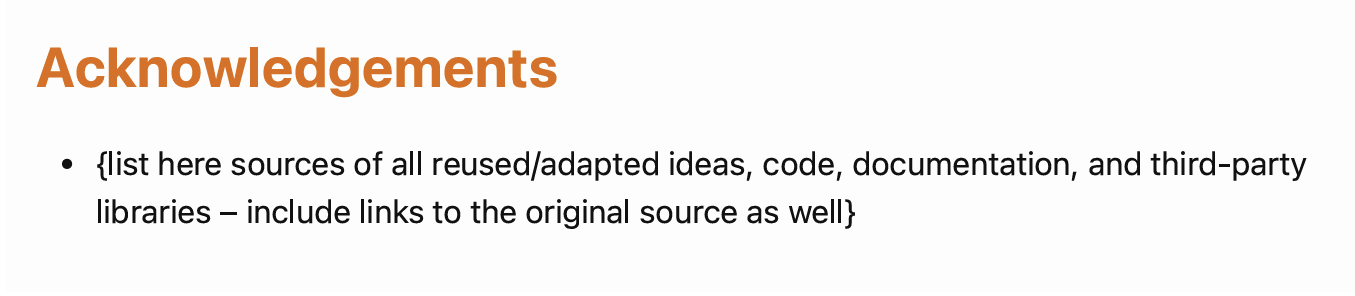 Acknowledgements
• {list here sources of all reused/adapted ideas, code, documentation, and third-party
libraries – include links to the original source as well}